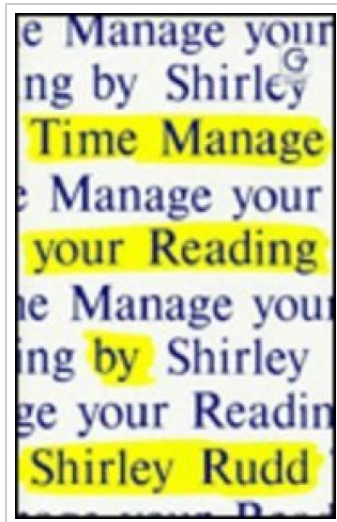 e Manage your
G
ng by Shirley
Time Manage
e Manage your
your Reading
ne Manage your
ing by Shirley
ge your Readin
Shirley Rudd